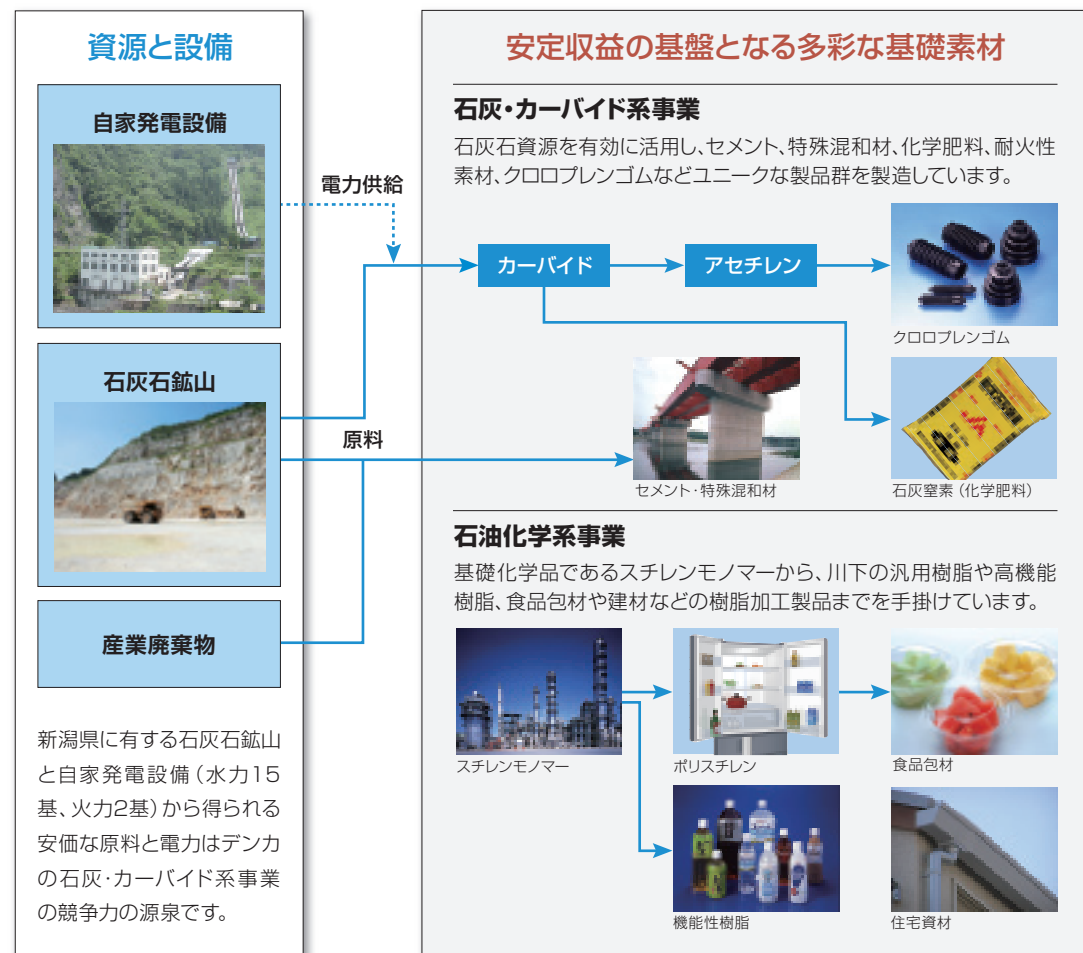 資源と設備
自家発電設備
石灰石鉱山
産業廃棄物
新潟県に有する石灰石鉱山
と自家発電設備（水力15
基、火力2基）から得られる
安価な原料と電力はデンカ
の石灰・カーバイド系事業
の競争力の源泉です。
電力供給
原料
安定収益の基盤となる多彩な基礎素材
石灰・カーバイド系事業
石灰石資源を有効に活用し、セメント、特殊混和材、化学肥料、耐火性
素材、クロロプレンゴムなどユニークな製品群を製造しています。
カーバイド
アセチレン
クロロプレンゴム
セメント・特殊混和材
石灰窒素（化学肥料）
石油化学系事業
基礎化学品であるスチレンモノマーから、川下の汎用樹脂や高機能
樹脂、食品包材や建材などの樹脂加工製品までを手掛けています。
スチレンモノマー
ポリスチレン
食品包材
機能性樹脂
住宅資材